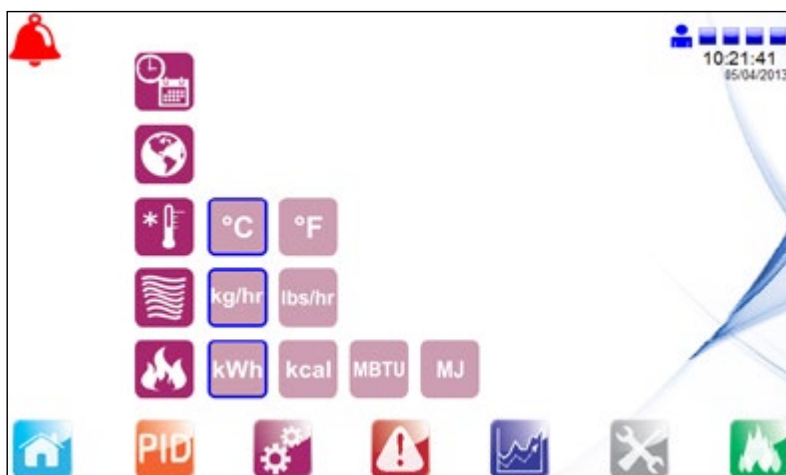 10:21:41
05/04/2013
°C °F
kg/hr lbs/hr
kWh kcal MBTU MJ
PID